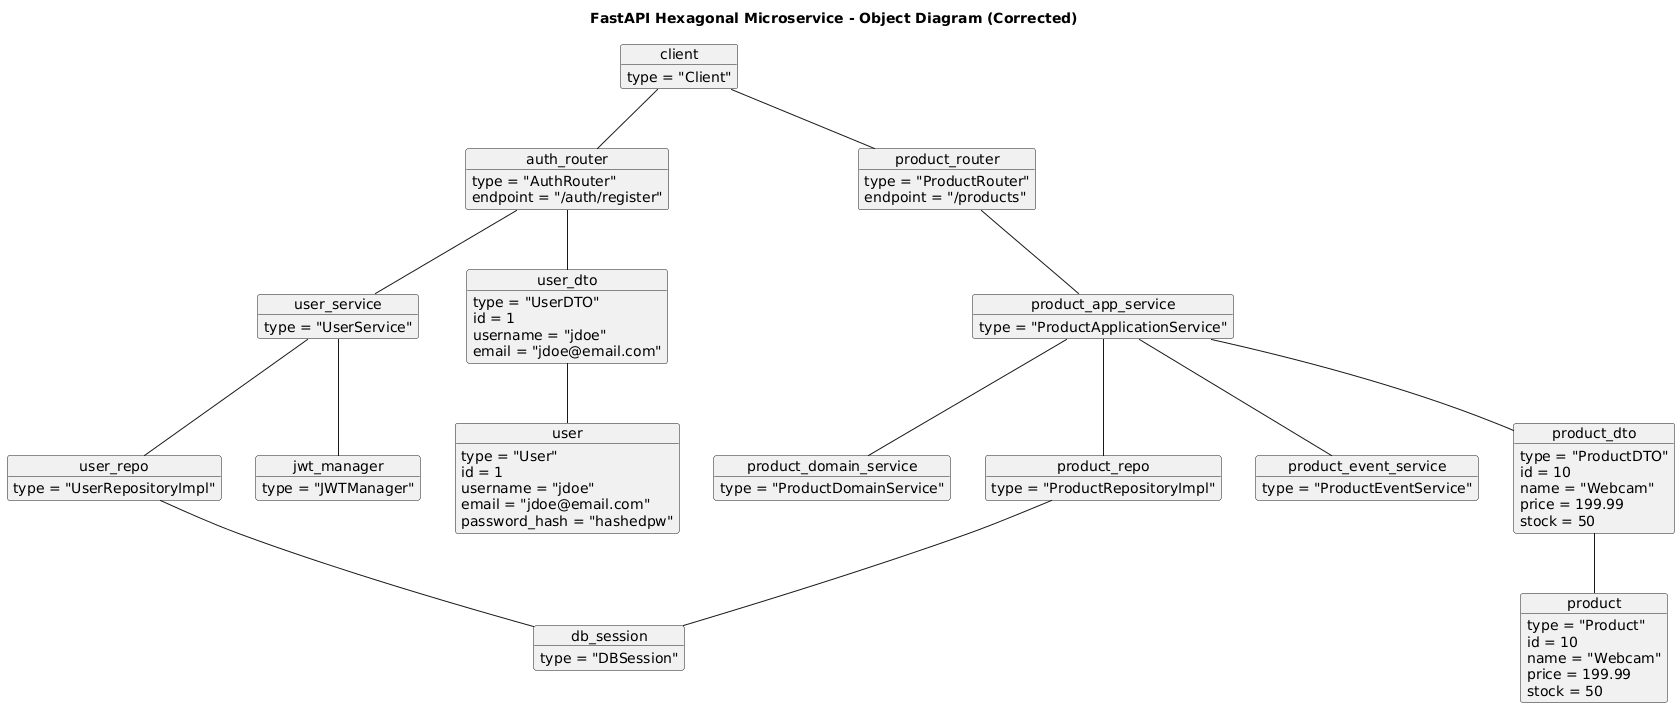 FastAPI Hexagonal Microservice - Object Diagram (Corrected)
client
type = "Client"
auth_router
type = "AuthRouter"
endpoint = "/auth/register"
product_router
type = "ProductRouter"
endpoint = "/products"
user_service
type = "UserService"
user_dto
type = "UserDTO"
id = 1
username = "jdoe"
email = "jdoe@email.com"
product_app_service
type = "ProductApplicationService"
user_repo
type = "UserRepositoryImpl"
jwt_manager
type = "JWTManager"
user
type = "User"
id = 1
username = "jdoe"
email = "jdoe@email.com"
password_hash = "hashedpw"
product_domain_service
type = "ProductDomainService"
product_repo
type = "ProductRepositoryImpl"
product_event_service
type = "ProductEventService"
product_dto
type = "ProductDTO"
id = 10
name = "Webcam"
price = 199.99
stock = 50
db_session
type = "DBSession"
product
type = "Product"
id = 10
name = "Webcam"
price = 199.99
stock = 50